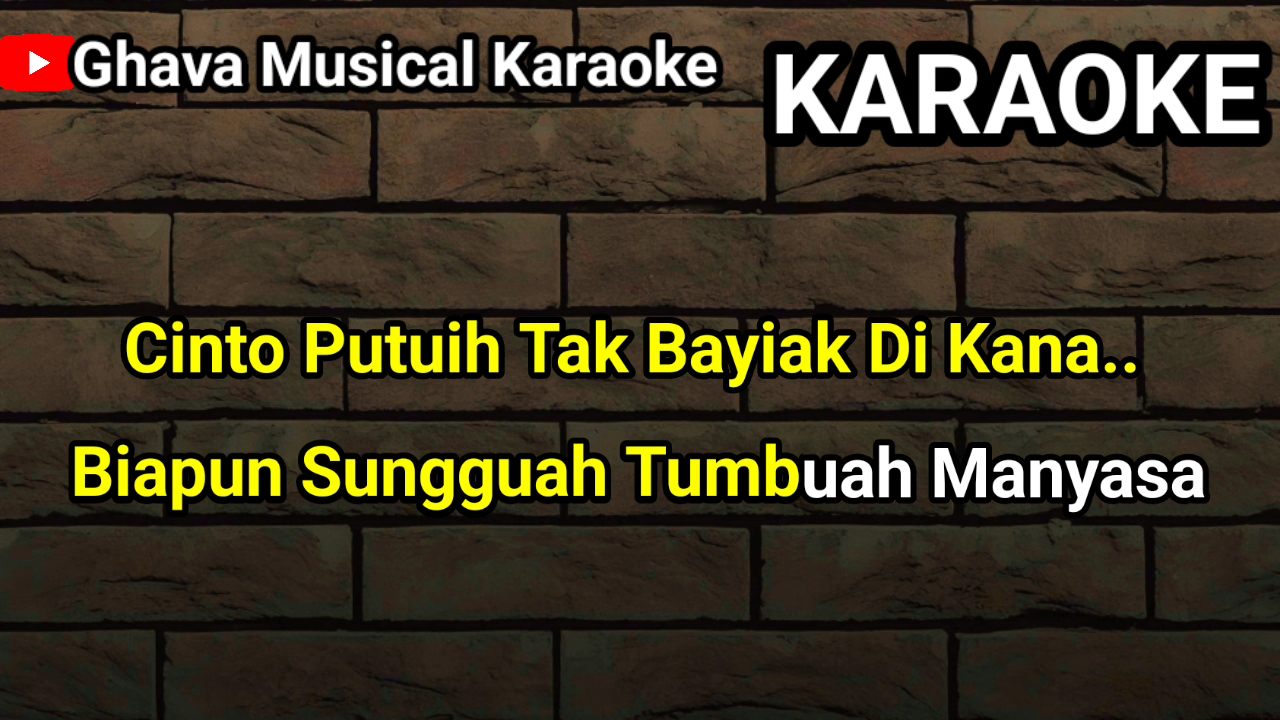 Ghava Musical Karaoke
KARAOKE
Cinto Putuih Tak Bayiak Di Kana..
Biapun Sungguah Tumbuah Manyasa